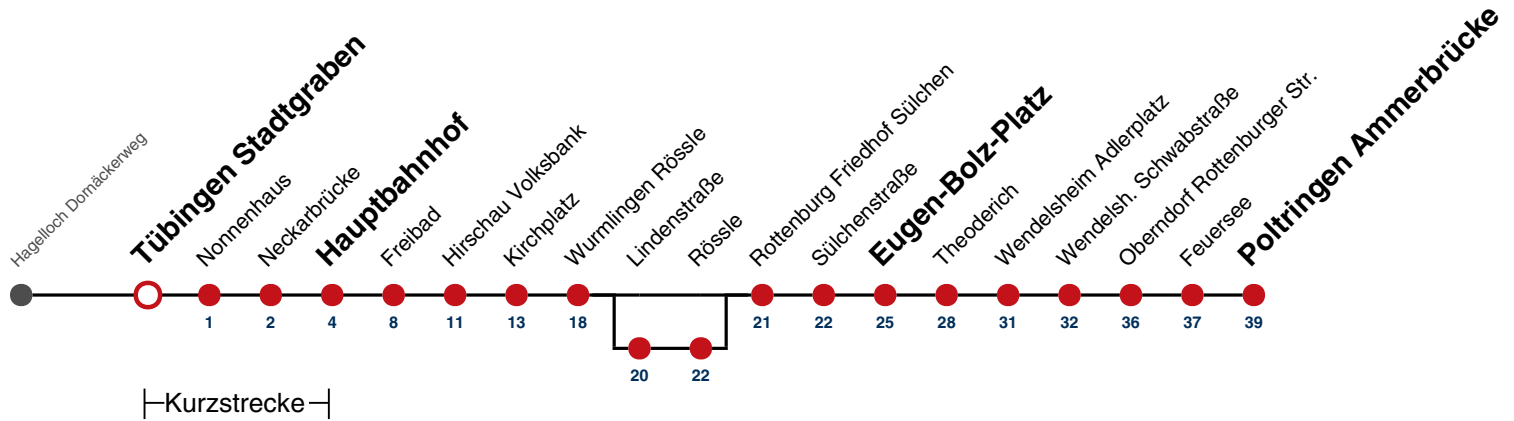 Hagelloch Dornäckerweg
Tübingen Stadtgraben
Nonnenhaus
Neckarbrücke
Hauptbahnhof
Freibad
Hirschau Volksbank
Kirchplatz
Wurmlingen Rössle
Lindenstraße
Rössle
Rottenburg Friedhof Sülchen
Sülchenstraße
Eugen-Bolz-Platz
Theoderich
Wendelsheim Adlerplatz
Wendelsh. Schwabstraße
Oberndorf Rottenburger Str.
Feuersee
Poltringen Ammerbrücke
1 2 4 8 11 13 18 21 22 25 28 31 32 36 37 39
20 22
Kurzstrecke